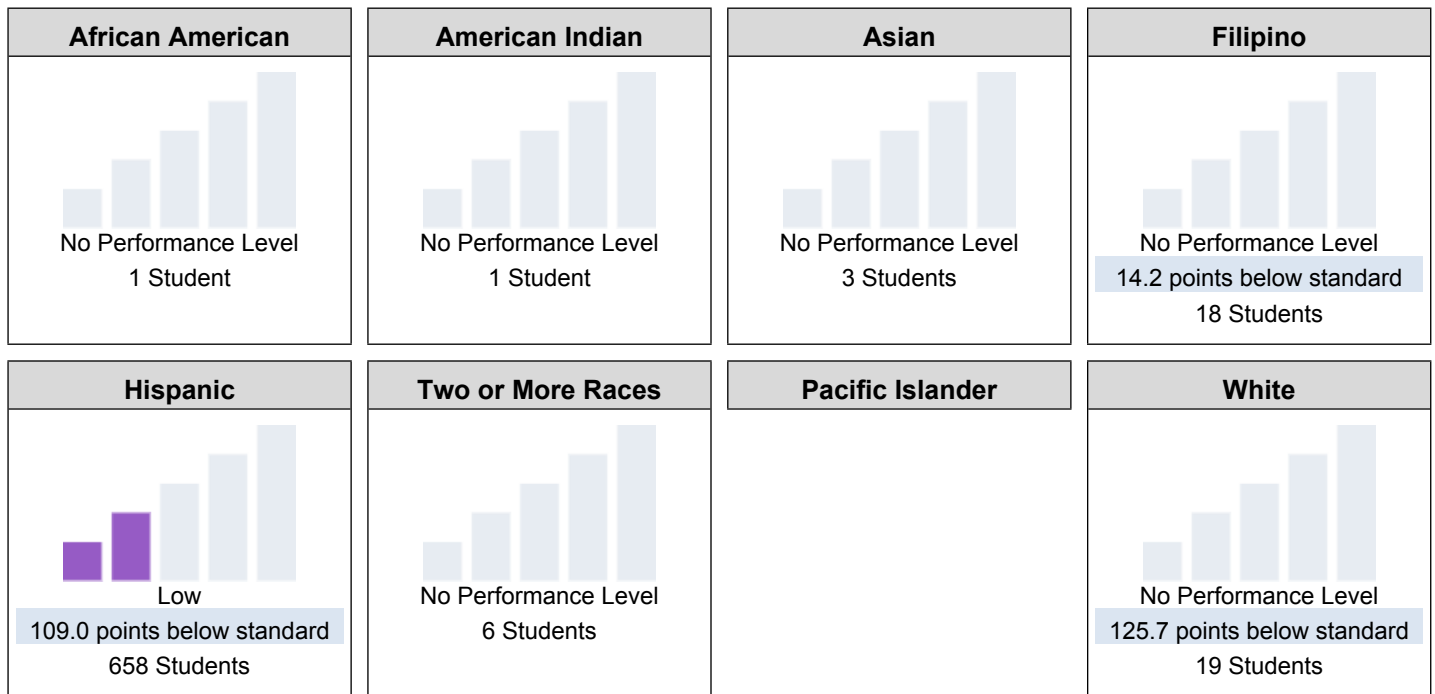 African American
No Performance Level
1 Student
American Indian
No Performance Level
1 Student
Asian
No Performance Level
3 Students
Filipino
No Performance Level
14.2 points below standard
18 Students
Hispanic
Low
109.0 points below standard
658 Students
Two or More Races
No Performance Level
6 Students
Pacific Islander
White
No Performance Level
125.7 points below standard
19 Students